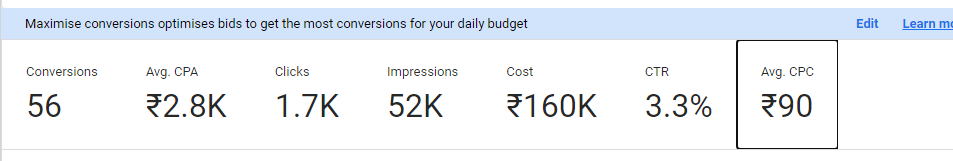 Maximise conversions optimises bids to get the most conversions for your daily budget Edit Learn mo
Conversions Avg. CPA Clicks Impressions Cost CTR Avg. CPC
56 ₹2.8K 1.7K 52K ₹160K 3.3% ₹90